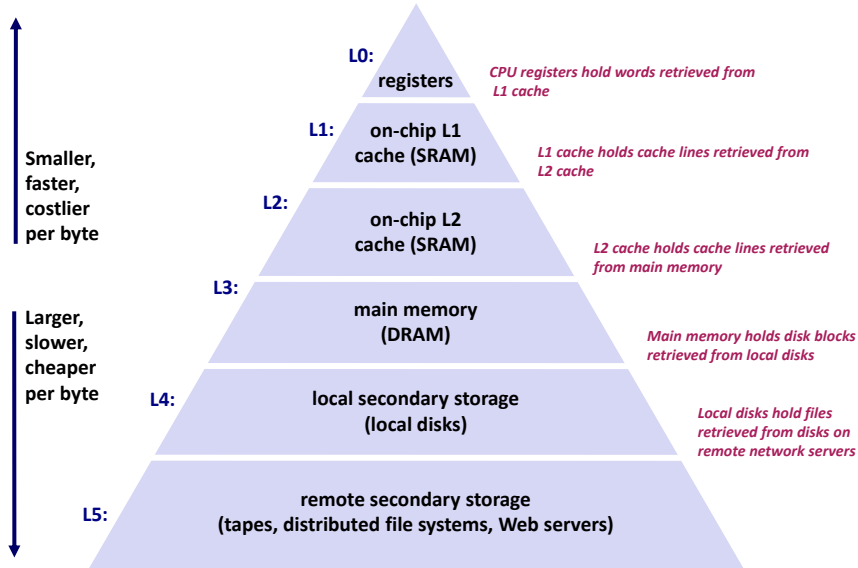 L0:
registers
CPU registers hold words retrieved from
L1 cache
L1:
on-chip L1
cache (SRAM)
L1 cache holds cache lines retrieved from
L2 cache
Smaller,
faster,
costlier
per byte
L2:
on-chip L2
cache (SRAM)
L2 cache holds cache lines retrieved
from main memory
L3:
main memory
(DRAM)
Larger,
slower,
cheaper
per byte
Main memory holds disk blocks
retrieved from local disks
L4:
local secondary storage
(local disks)
Local disks hold files
retrieved from disks on
remote network servers
L5:
remote secondary storage
(tapes, distributed file systems, Web servers)